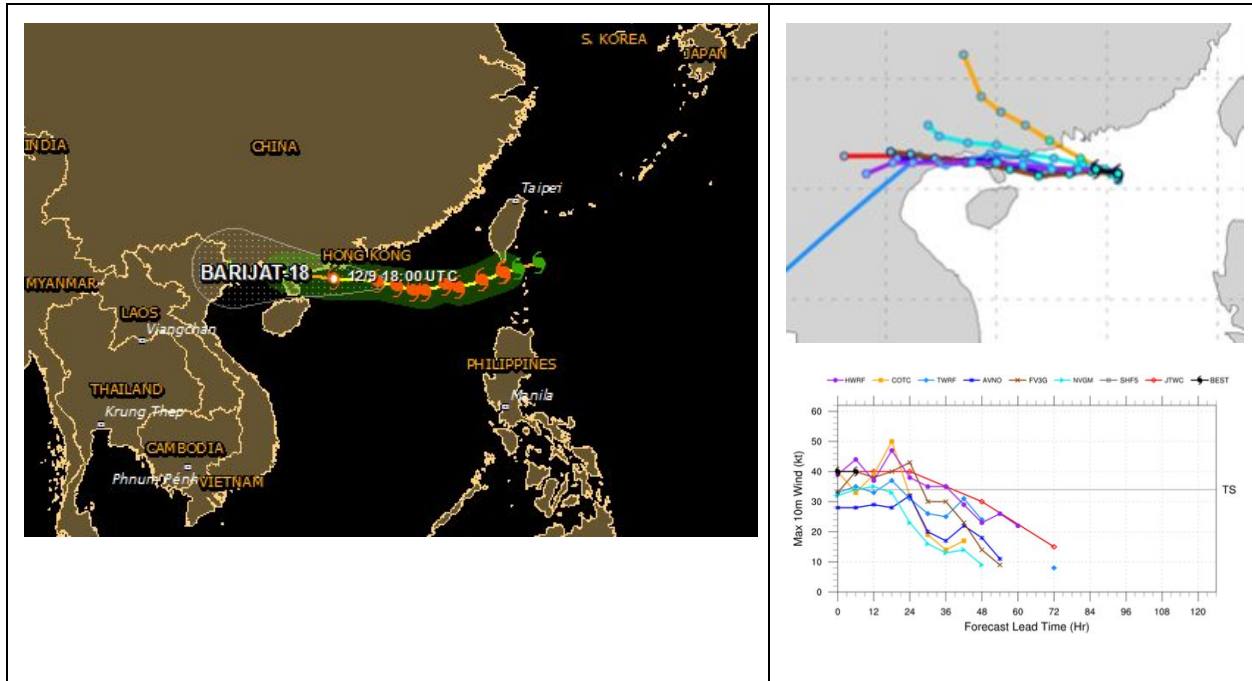 S. KOREA
JAPAN
INDIA
CHINA
Taipei
HONG KONG
BARIJAT-18
12/9 18:00 UTC
MYANMAR
LAOS
Viangchan
PHILIPPINES
THAILAND
Manila
Krung Thep
CAMBODIA
Phnum Pénh
VIETNAM
HWRF COTC TWRF AVNO FV3G NVGM SHF5 JTWC BEST
Max 10m Wind (kt)
60
50
40
TS
30
20
10
0
0 12 24 36 48 60 72 84 96 108 120
Forecast Lead Time (Hr)